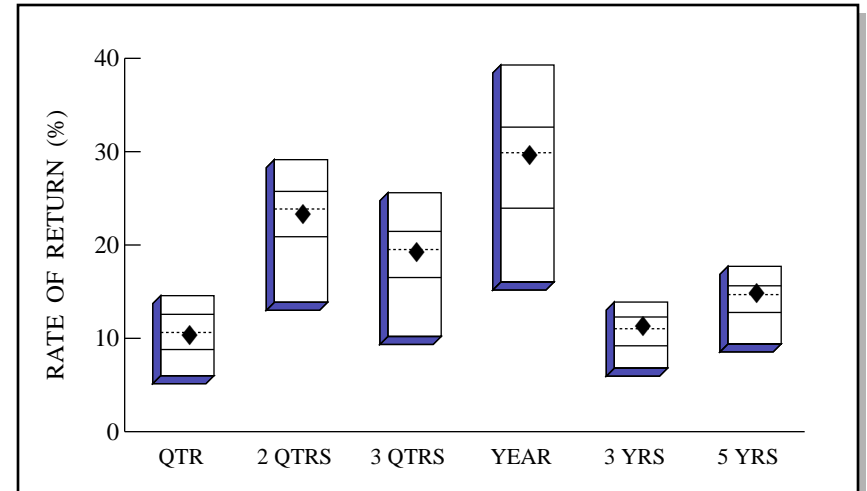 RATE OF RETURN (%)
40
30
20
10
0
QTR 2 QTRS 3 QTRS YEAR 3 YRS 5 YRS